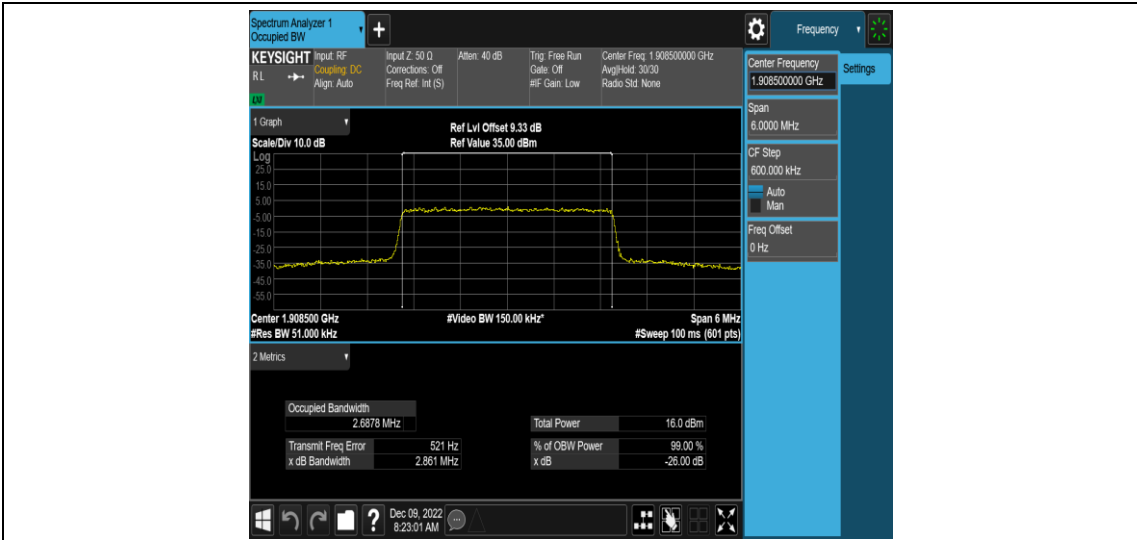 Spectrum Analyzer 1
Occupied BW
+
Frequency
KEYSIGHT Input: RF Input Z: 50 Ω Atten: 40 dB Trig: Free Run Center Freq: 1.908500000 GHz
RL Coupling: DC Corrections: Off Gate: Off Avg|Hold: 30/30
Align: Auto Freq Ref: Int (S) #IF Gain: Low Radio Std: None
Center Frequency
1.908500000 GHz
Settings
Span
6.0000 MHz
CF Step
600.000 kHz
Auto
Man
Freq Offset
0 Hz
1 Graph
Ref Lvl Offset 9.33 dB
Scale/Div 10.0 dB Ref Value 35.00 dBm
Log
25.0
15.0
5.00
-5.00
-15.0
-25.0
-35.0
-45.0
-55.0
Center 1.908500 GHz #Video BW 150.00 kHz* Span 6 MHz
#Res BW 51.000 kHz #Sweep 100 ms (601 pts)
2 Metrics
Occupied Bandwidth
2.6878 MHz Total Power 16.0 dBm
Transmit Freq Error 521 Hz % of OBW Power 99.00 %
x dB Bandwidth 2.861 MHz x dB -26.00 dB
? Dec 09, 2022
8:23:01 AM